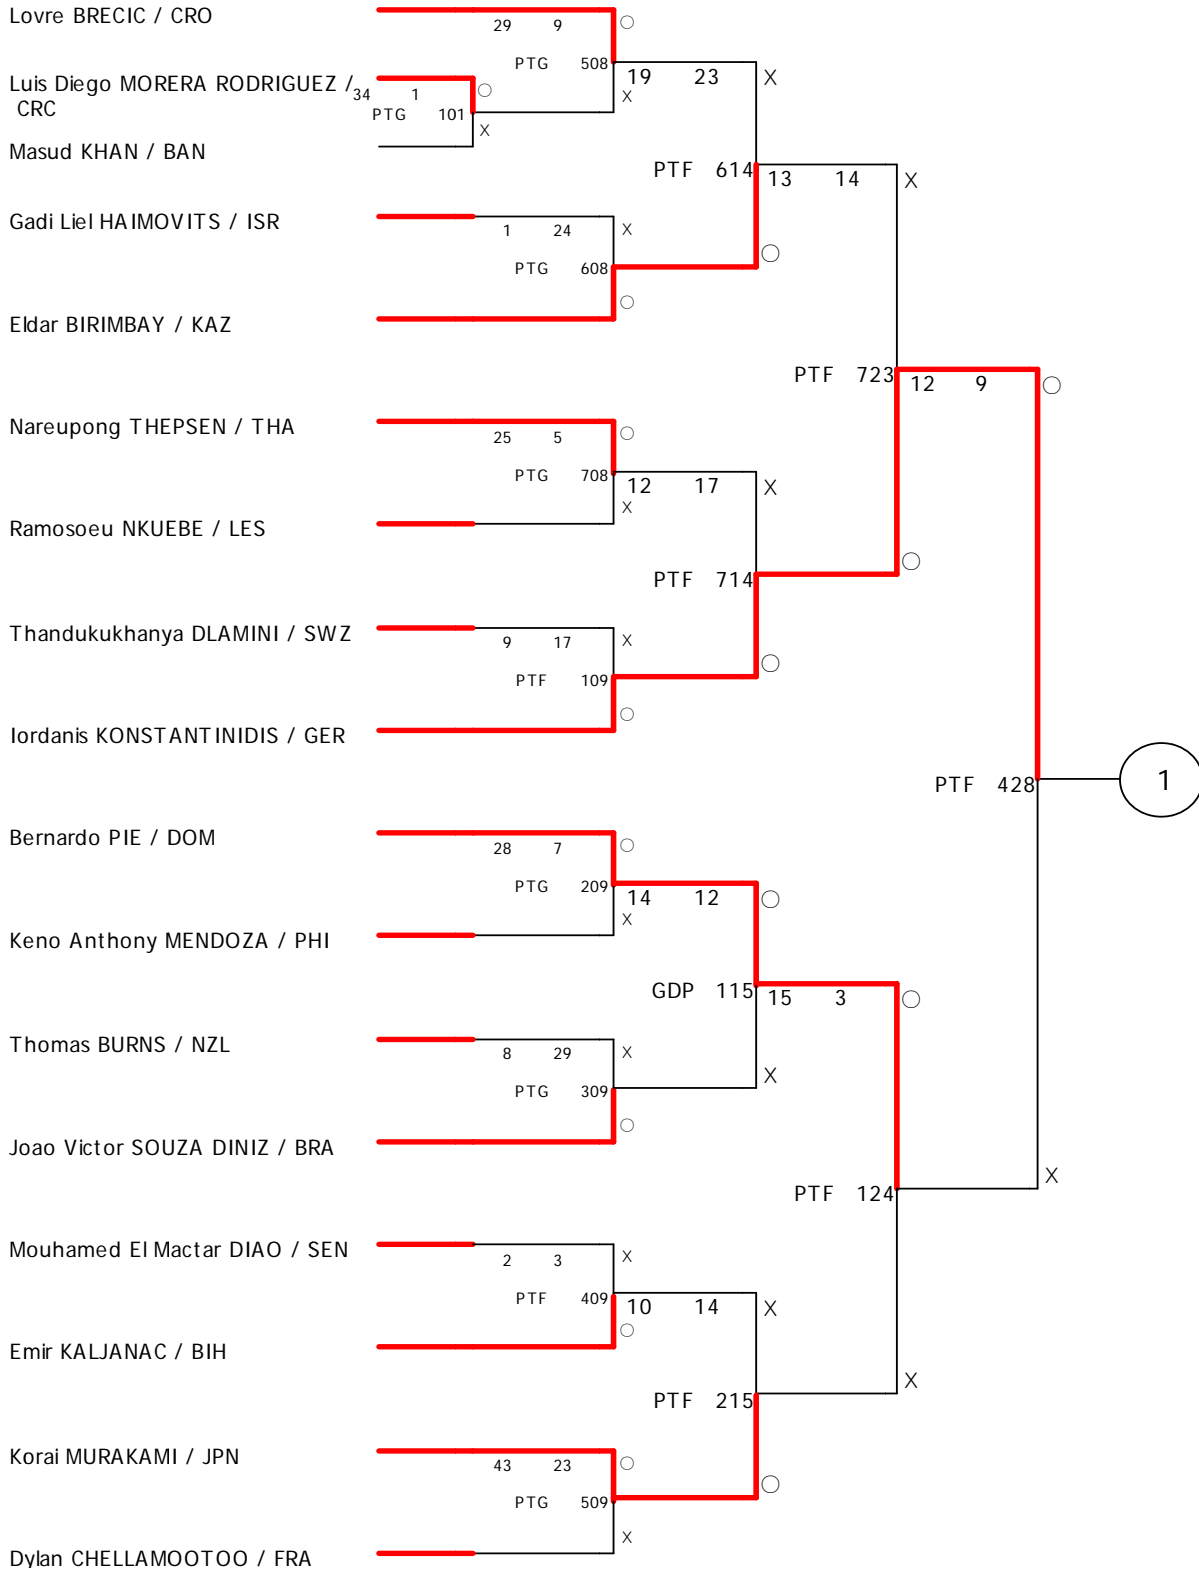 Lovre BRECIC / CRO
29 9 ○
PTG 508
19 23 X
Luis Diego MORERA RODRIGUEZ /
CRC
34 1 ○
X
PTG 101
X
Masud KHAN / BAN
PTF 614
13 14 X
Gadi Liel HAIMOVITS / ISR
1 24 X
○
PTG 608
○
Eldar BIRIMBAY / KAZ
PTF 723
12 9 ○
Nareupong THEPSEN / THA
25 5 ○
PTG 708
12 17 X
X
Ramosoeu NKUEBE / LES
○
PTF 714
Thandukukhanya DLAMINI / SWZ
9 17 X
○
PTF 109
○
Iordanis KONSTANTINIDIS / GER
PTF 428
1
Bernardo PIE / DOM
28 7 ○
PTG 209
14 12 ○
X
Keno Anthony MENDOZA / PHI
GDP 115
15 3 ○
Thomas BURNS / NZL
8 29 X
X
PTG 309
○
Joao Victor SOUZA DINIZ / BRA
X
PTF 124
Mouhamed El Mactar DIAO / SEN
2 3 X
PTF 409
10 14 X
○
Emir KALJANAC / BIH
X
PTF 215
Korai MURAKAMI / JPN
43 23 ○
○
PTG 509
X
Dylan CHELLAMOOTOO / FRA